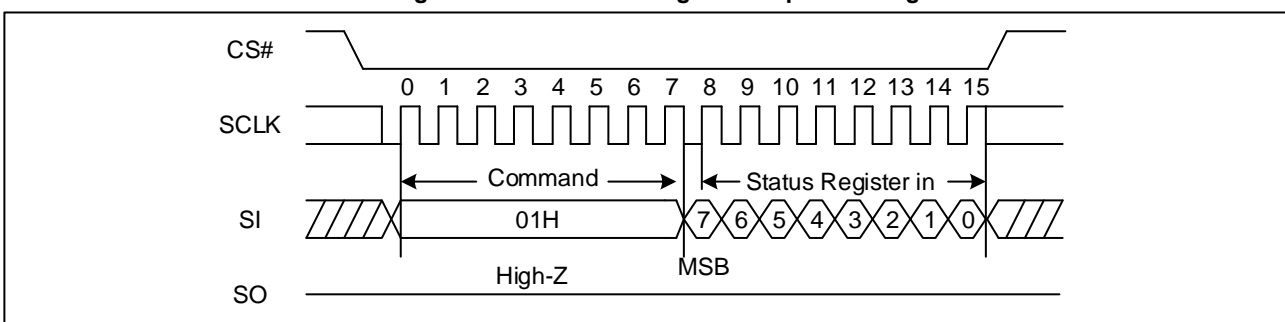 CS#
0 1 2 3 4 5 6 7 8 9 10 11 12 13 14 15
SCLK
Command
Status Register in
SI
01H
7 6 5 4 3 2 1 0
High-Z
MSB
SO